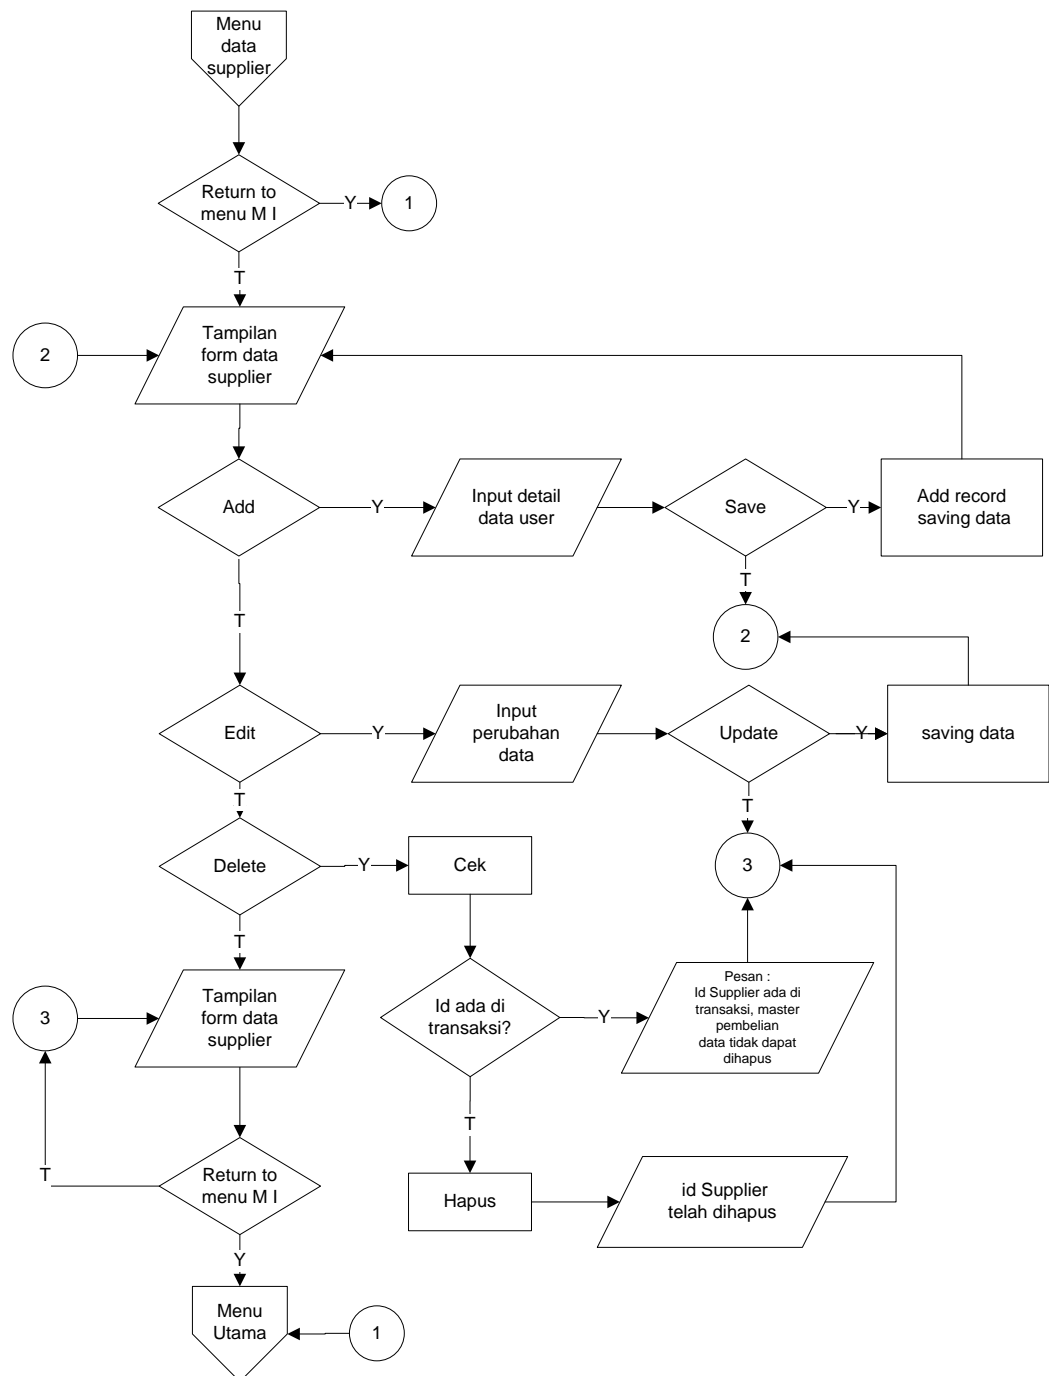 Menu
data
supplier
Return to
menu M I
Y
1
T
2
Tampilan
form data
supplier
Add
Y
Input detail
data user
Save
Y
Add record
saving data
T
T
2
Edit
Y
Input
perubahan
data
Update
Y
saving data
T
T
Delete
Y
Cek
3
T
3
Tampilan
form data
supplier
Id ada di
transaksi?
Y
Pesan :
Id Supplier ada di
transaksi, master
pembelian
data tidak dapat
dihapus
T
T
Return to
menu M I
Hapus
id Supplier
telah dihapus
Y
Menu
Utama
1